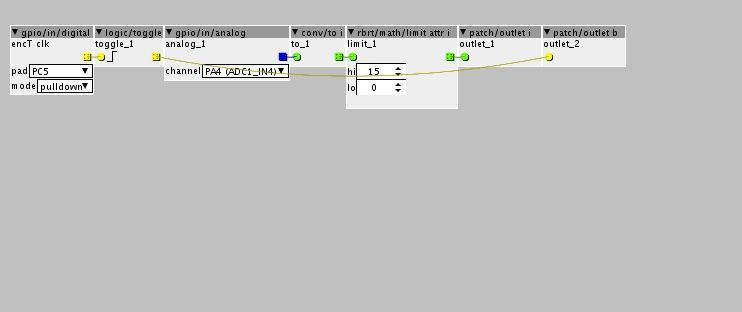 ▼ gpio/in/digital
▼ logic/toggle
▼ gpio/in/analog
▼ conv/to i
▼ rbt/math/limit attr i
▼ patch/outlet i
▼ patch/outlet b
encT clk
toggle_1
analog_1
to_1
limit_1
outlet_1
outlet_2
pad PC5 ▼
channel PA4 (ADC1_IN4) ▼
hi 15
mode pulldown ▼
lo 0